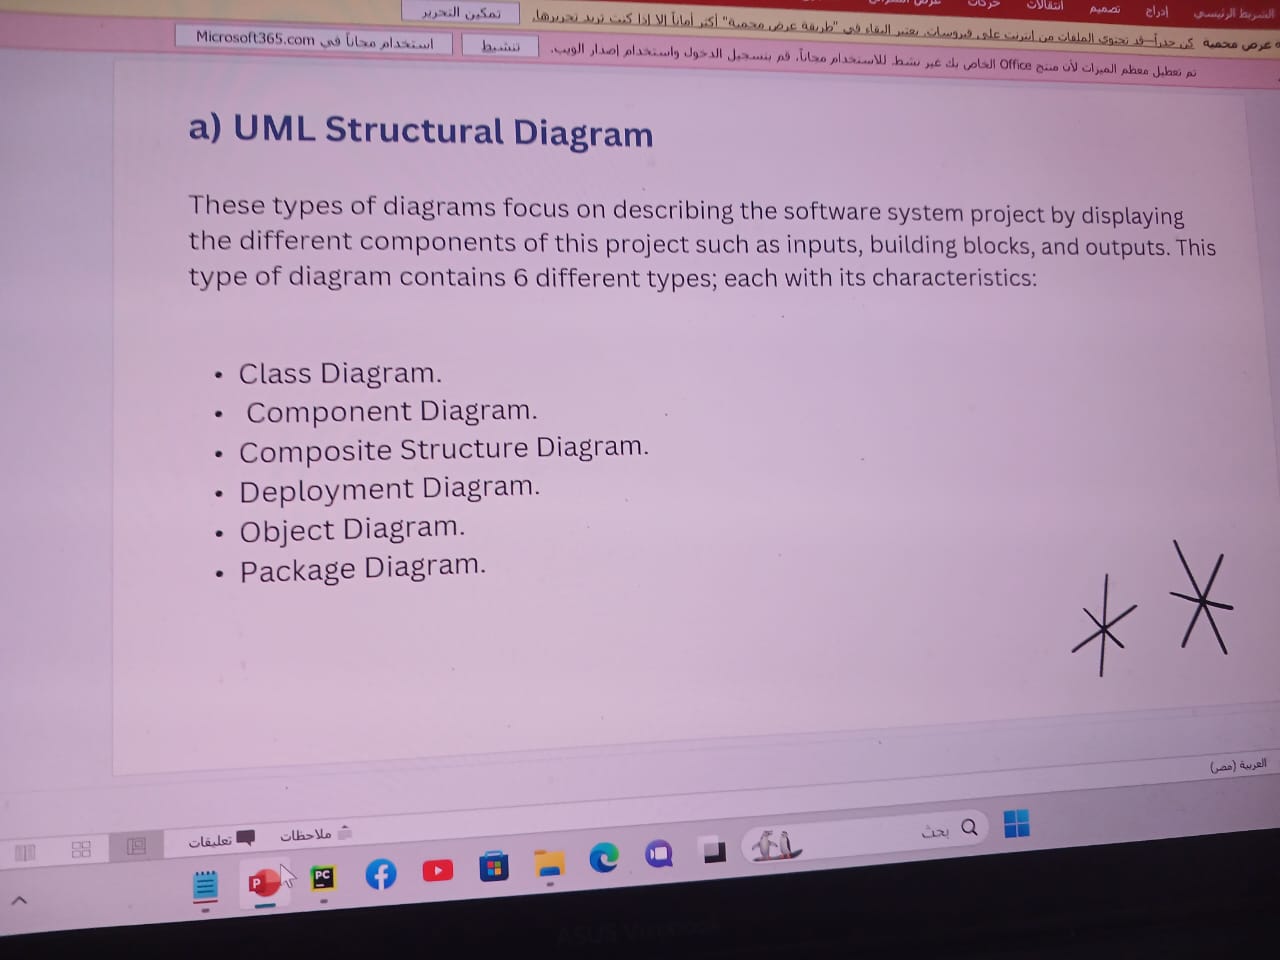 الشريط الرئيسي إدراج تصميم انتقالات حركات
عرض محمية كن حذراً—قد تحتوي الملفات من إنترنت على فيروسات. يعتبر البقاء في "طريقة عرض محمية" أكثر أماناً إلا إذا كنت تريد تحريرها. تمكين التحرير
تم تعطيل معظم الميزات لأن منتج Office الخاص بك غير نشط. للاستخدام مجاناً، قم بتسجيل الدخول واستخدام إصدار الويب. تنشيط استخدام مجاناً في Microsoft365.com
a) UML Structural Diagram
These types of diagrams focus on describing the software system project by displaying
the different components of this project such as inputs, building blocks, and outputs. This
type of diagram contains 6 different types; each with its characteristics:
• Class Diagram.
• Component Diagram.
• Composite Structure Diagram.
• Deployment Diagram.
• Object Diagram.
• Package Diagram.
العربية (مصر)
ملاحظات تعليقات
بحث
PC
P